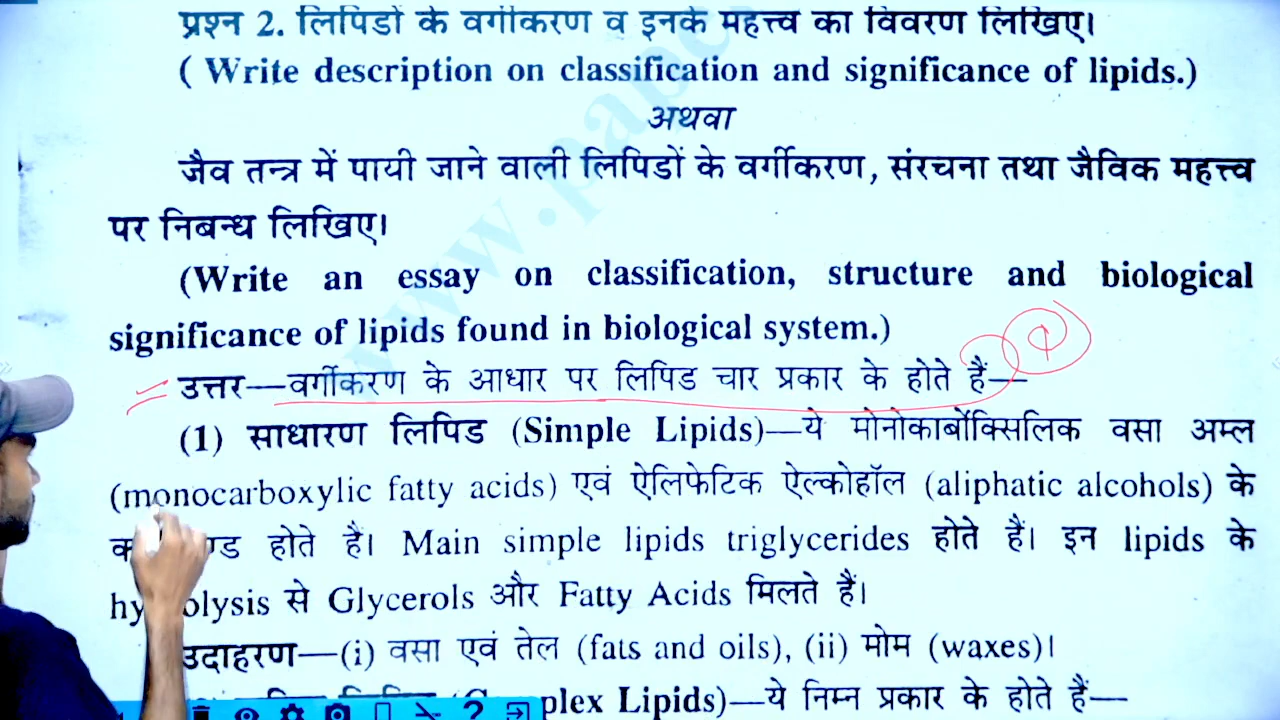 प्रश्न 2. लिपिडों के वर्गीकरण व इनके महत्त्व का विवरण लिखिए।
( Write description on classification and significance of lipids.)
अथवा
जैव तन्त्र में पायी जाने वाली लिपिडों के वर्गीकरण, संरचना तथा जैविक महत्त्व
पर निबन्ध लिखिए।
(Write an essay on classification, structure and biological
significance of lipids found in biological system.)
उत्तर—वर्गीकरण के आधार पर लिपिड चार प्रकार के होते हैं—
(1) साधारण लिपिड (Simple Lipids)—ये मोनोकार्बोक्सिलिक वसा अम्ल
(monocarboxylic fatty acids) एवं ऐलिफेटिक ऐल्कोहॉल (aliphatic alcohols) के
होते हैं। Main simple lipids triglycerides होते हैं। इन lipids के
से Glycerols और Fatty Acids मिलते हैं।
उदाहरण—(i) वसा एवं तेल (fats and oils), (ii) मोम (waxes)।
plex Lipids)—ये निम्न प्रकार के होते हैं—